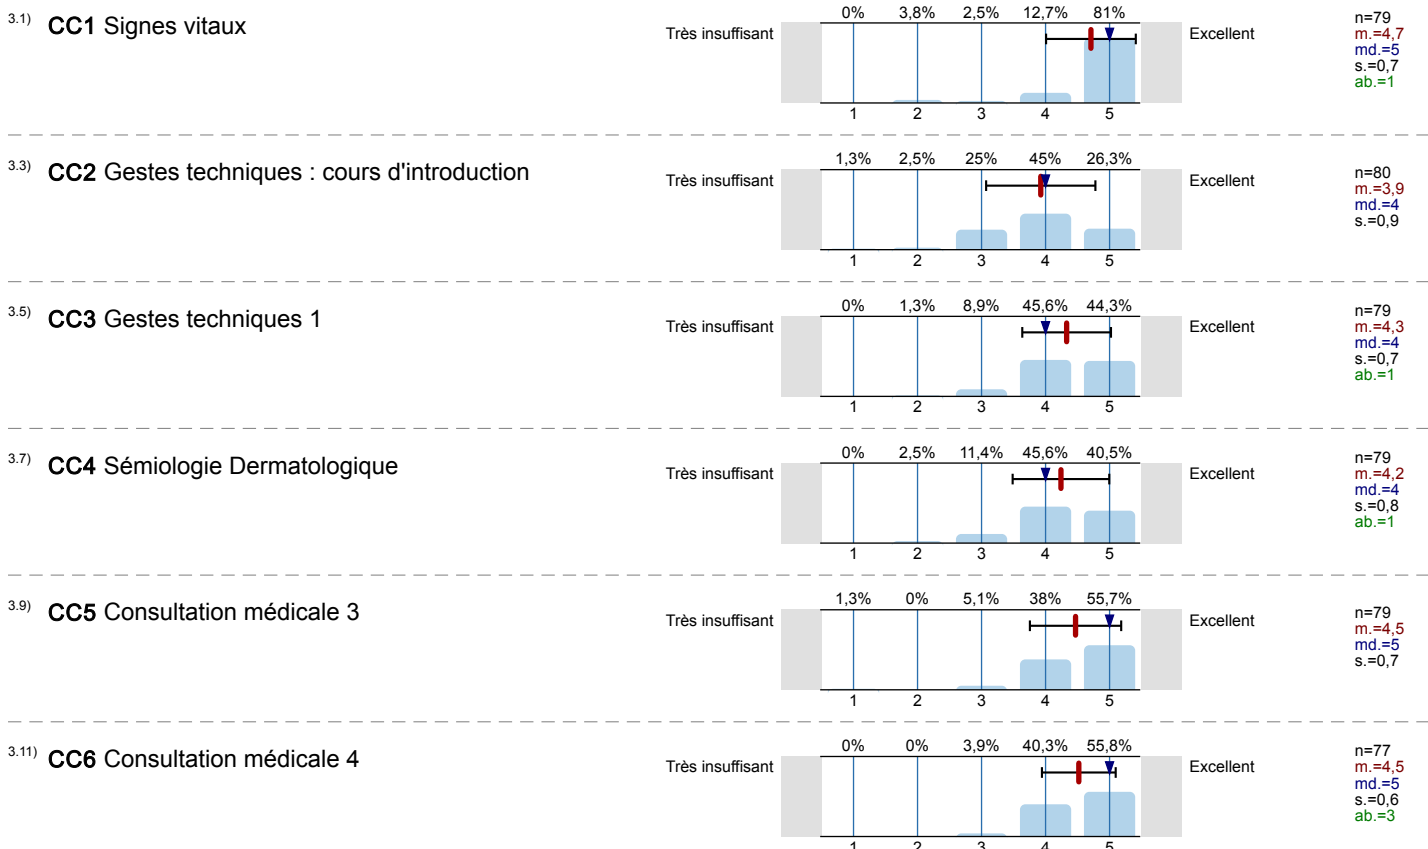 3.1) CC1 Signes vitaux
0% 3,8% 2,5% 12,7% 81%
Très insuffisant Excellent
1 2 3 4 5
n=79
m.=4,7
md.=5
s.=0,7
ab.=1
3.3) CC2 Gestes techniques : cours d'introduction
1,3% 2,5% 25% 45% 26,3%
Très insuffisant Excellent
1 2 3 4 5
n=80
m.=3,9
md.=4
s.=0,9
3.5) CC3 Gestes techniques 1
0% 1,3% 8,9% 45,6% 44,3%
Très insuffisant Excellent
1 2 3 4 5
n=79
m.=4,3
md.=4
s.=0,7
ab.=1
3.7) CC4 Sémiologie Dermatologique
0% 2,5% 11,4% 45,6% 40,5%
Très insuffisant Excellent
1 2 3 4 5
n=79
m.=4,2
md.=4
s.=0,8
ab.=1
3.9) CC5 Consultation médicale 3
1,3% 0% 5,1% 38% 55,7%
Très insuffisant Excellent
1 2 3 4 5
n=79
m.=4,5
md.=5
s.=0,7
3.11) CC6 Consultation médicale 4
0% 0% 3,9% 40,3% 55,8%
Très insuffisant Excellent
1 2 3 4 5
n=77
m.=4,5
md.=5
s.=0,6
ab.=3